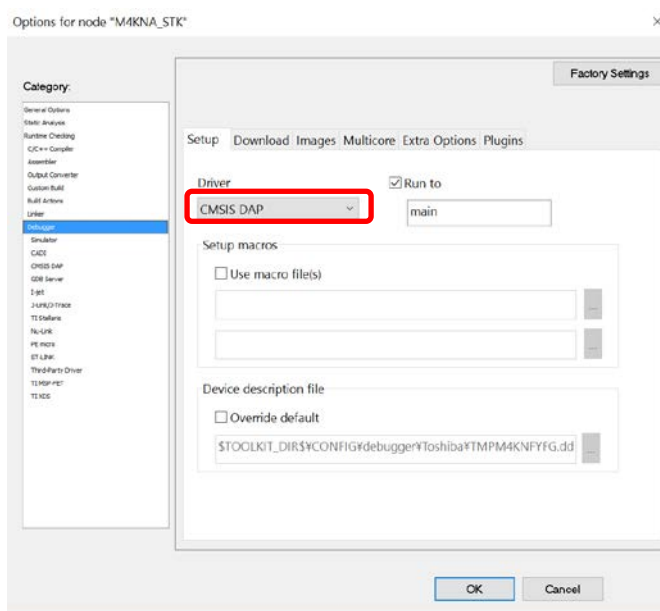 Options for node "M4KNA_STK"
Factory Settings
Category:
General Options
Static Analysis
Runtime Checking
C/C++ Compiler
Assembler
Output Converter
Custom Build
Build Actions
Linker
Debugger
Simulator
CADI
CMSIS DAP
GDB Server
I-jet
J-Link/J-Trace
TI Stellaris
Nu-Link
PE micro
ST-LINK
Third-Party Driver
TI MSP-FET
TI XDS
Setup Download Images Multicore Extra Options Plugins
Driver
Run to
CMSIS DAP
main
Setup macros
Use macro file(s)
...
...
Device description file
Override default
$TOOLKIT_DIR$¥CONFIG¥debugger¥Toshiba¥TMPM4KNFYFG.dd
...
OK
Cancel